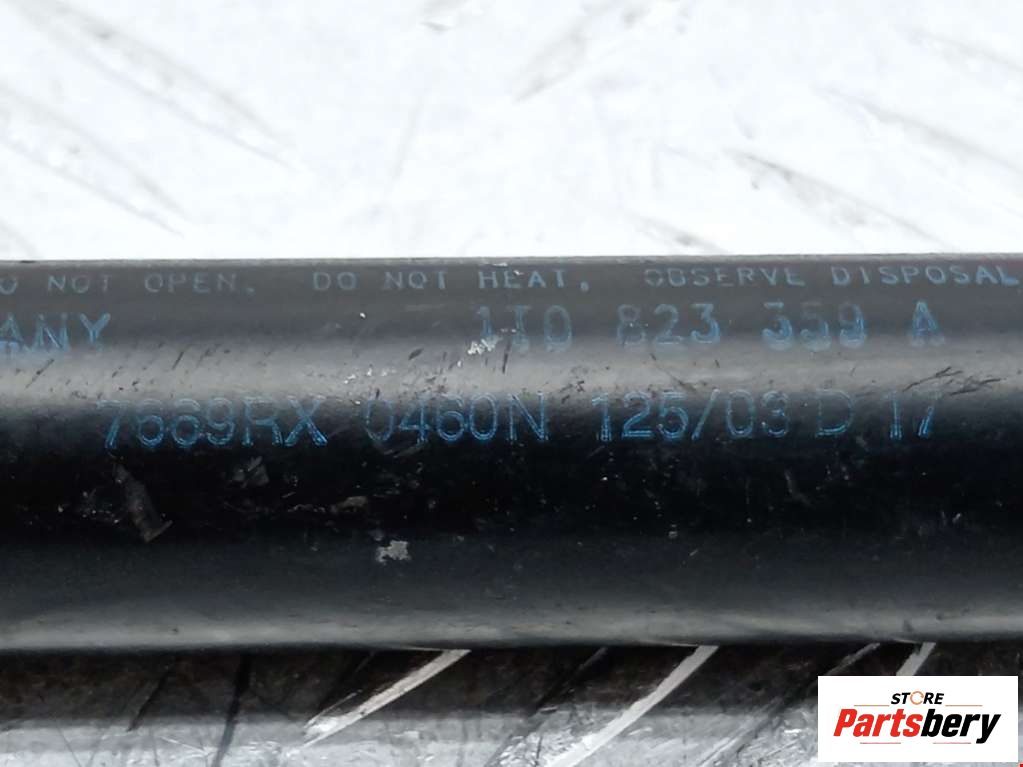 NOT OPEN. DO NOT HEAT, OBSERVE DISPOSAL
ANY 1T0 823 359 A
7669RX 0460N 125/03 D 17
STORE
Partsbery